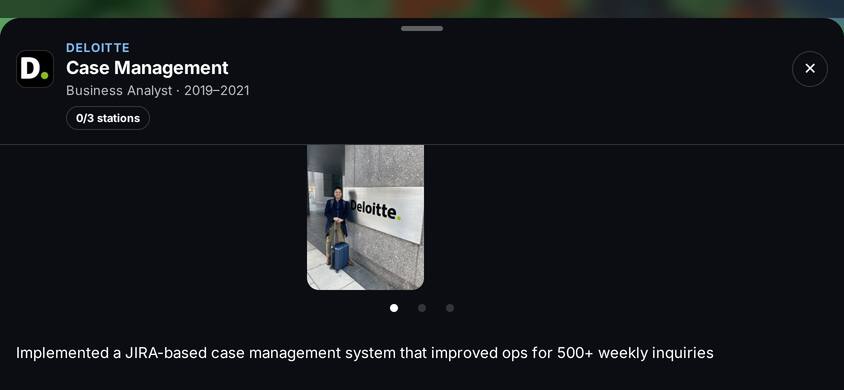 DELOITTE
D.
Case Management
Business Analyst · 2019–2021
0/3 stations
Deloitte.
Implemented a JIRA-based case management system that improved ops for 500+ weekly inquiries